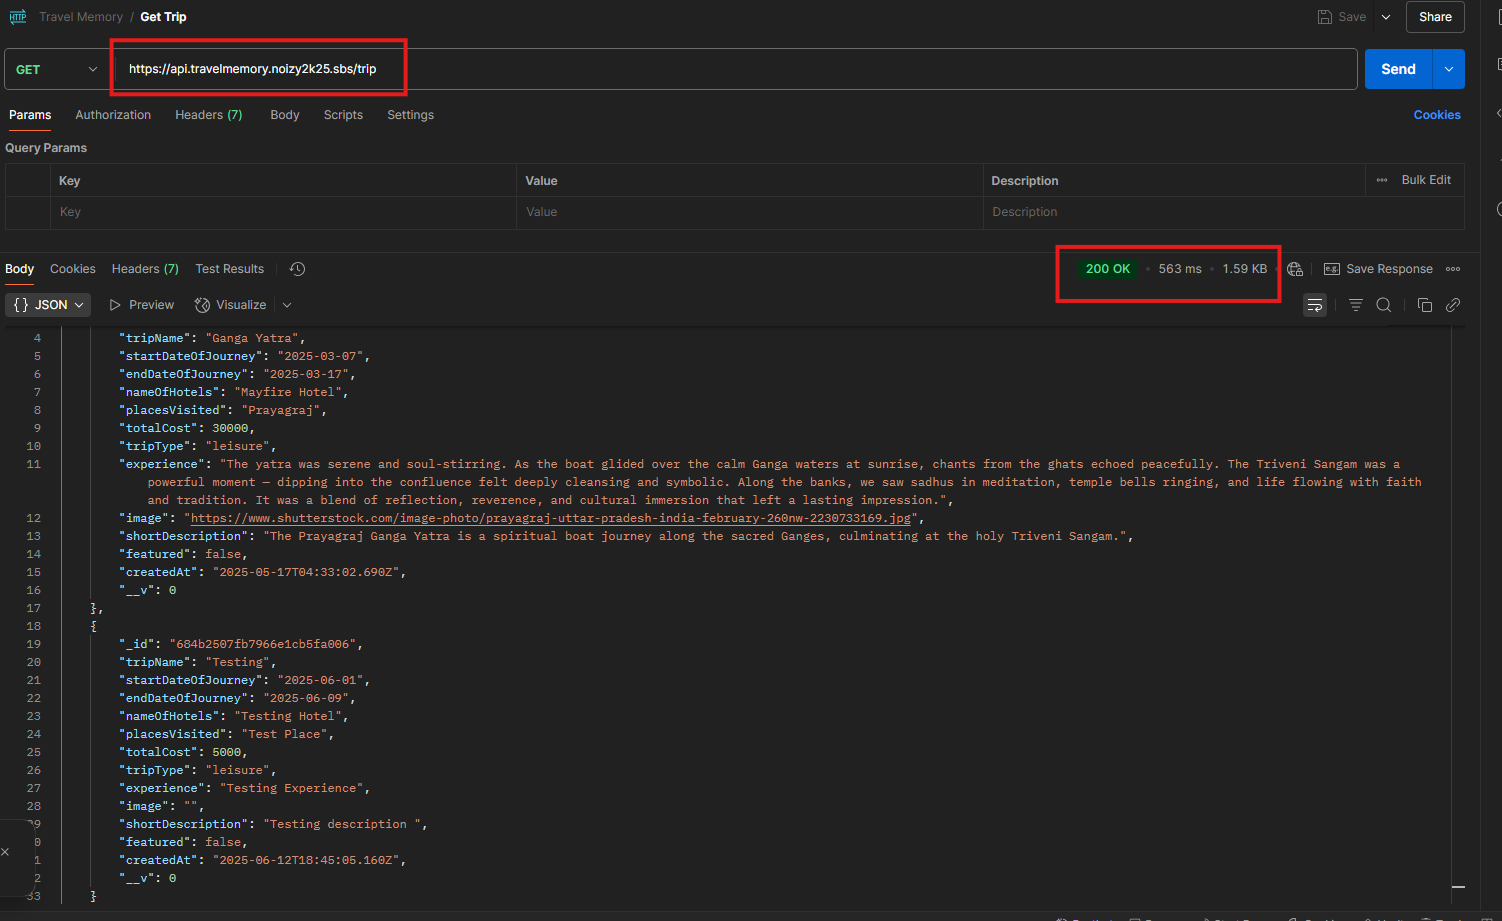 HTTP Travel Memory / Get Trip Save Share
GET https://api.travelmemory.noizy2k25.sbs/trip Send
Params Authorization Headers (7) Body Scripts Settings Cookies
Query Params
Key Value Description Bulk Edit
Key Value Description
Body Cookies Headers (7) Test Results 200 OK 563 ms 1.59 KB e.g. Save Response
{} JSON Preview Visualize
4 "tripName": "Ganga Yatra",
5 "startDateOfJourney": "2025-03-07",
6 "endDateOfJourney": "2025-03-17",
7 "nameOfHotels": "Mayfire Hotel",
8 "placesVisited": "Prayagraj",
9 "totalCost": 30000,
10 "tripType": "leisure",
11 "experience": "The yatra was serene and soul-stirring. As the boat glided over the calm Ganga waters at sunrise, chants from the ghats echoed peacefully. The Triveni Sangam was a
powerful moment — dipping into the confluence felt deeply cleansing and symbolic. Along the banks, we saw sadhus in meditation, temple bells ringing, and life flowing with faith
and tradition. It was a blend of reflection, reverence, and cultural immersion that left a lasting impression.",
12 "image": "https://www.shutterstock.com/image-photo/prayagraj-uttar-pradesh-india-february-260nw-2230733169.jpg",
13 "shortDescription": "The Prayagraj Ganga Yatra is a spiritual boat journey along the sacred Ganges, culminating at the holy Triveni Sangam.",
14 "featured": false,
15 "createdAt": "2025-05-17T04:33:02.690Z",
16 "__v": 0
17 },
18 {
19 "_id": "684b2507fb7966e1cb5fa006",
20 "tripName": "Testing",
21 "startDateOfJourney": "2025-06-01",
22 "endDateOfJourney": "2025-06-09",
23 "nameOfHotels": "Testing Hotel",
24 "placesVisited": "Test Place",
25 "totalCost": 5000,
26 "tripType": "leisure",
27 "experience": "Testing Experience",
28 "image": "",
9 "shortDescription": "Testing description ",
0 "featured": false,
1 "createdAt": "2025-06-12T18:45:05.160Z",
2 "__v": 0
33 }